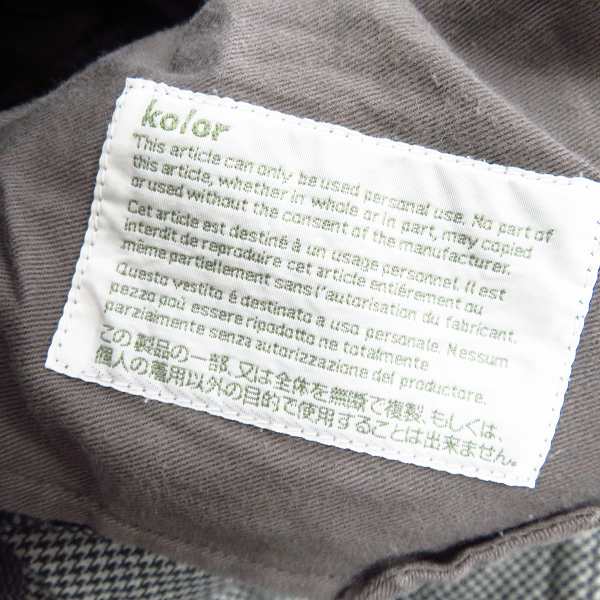 kolor
This article can only be used personal use. No part of
this article, whether in whole or in part, may copied
or used without the consent of the manufacturer.
Cet article est destiné à un usage personnel. Il est
interdit de reproduire cet article entièrement ou
même partiellement sans l'autorisation du fabricant.
Questo vestito é destinato a uso personale. Nessum
pezzo puó essere ripodotto ne totalmente
parzialmente senza autorizzazione del productore.
この製品の一部、又は全体を無断で複製、もしくは、
個人の着用以外の目的で使用することは出来ません。